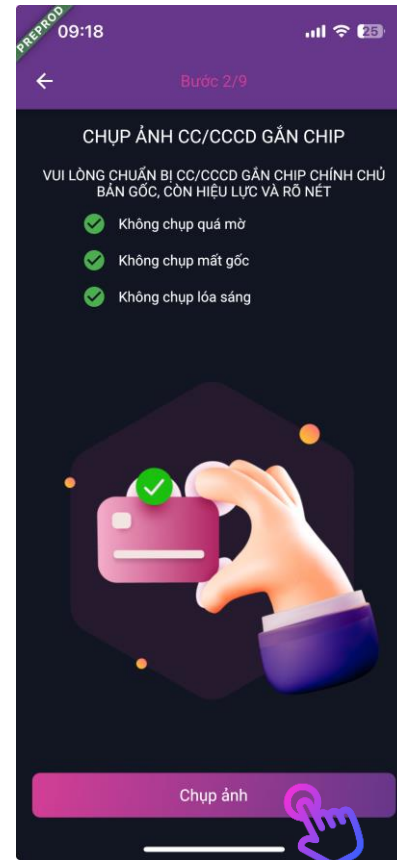 PREPROD
09:18
25
Bước 2/9
CHỤP ẢNH CC/CCCD GẮN CHIP
VUI LÒNG CHUẨN BỊ CC/CCCD GẮN CHIP CHÍNH CHỦ
BẢN GỐC, CÒN HIỆU LỰC VÀ RÕ NÉT
Không chụp quá mờ
Không chụp mất gốc
Không chụp lóa sáng
Chụp ảnh